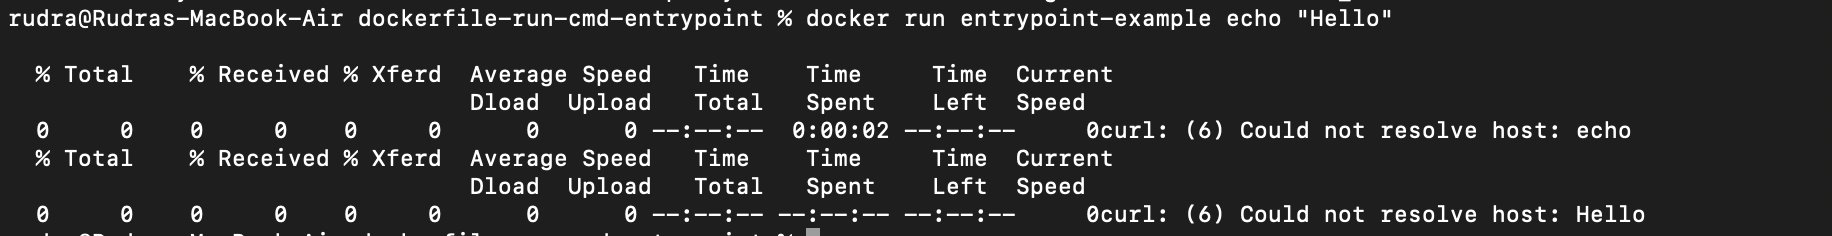 rudra@Rudras-MacBook-Air dockerfile-run-cmd-entrypoint % docker run entrypoint-example echo "Hello"
% Total % Received % Xferd Average Speed Time Time Time Current
Dload Upload Total Spent Left Speed
0 0 0 0 0 0 0 0 --:--:-- 0:00:02 --:--:-- 0curl: (6) Could not resolve host: echo
% Total % Received % Xferd Average Speed Time Time Time Current
Dload Upload Total Spent Left Speed
0 0 0 0 0 0 0 0 --:--:-- --:--:-- --:--:-- 0curl: (6) Could not resolve host: Hello